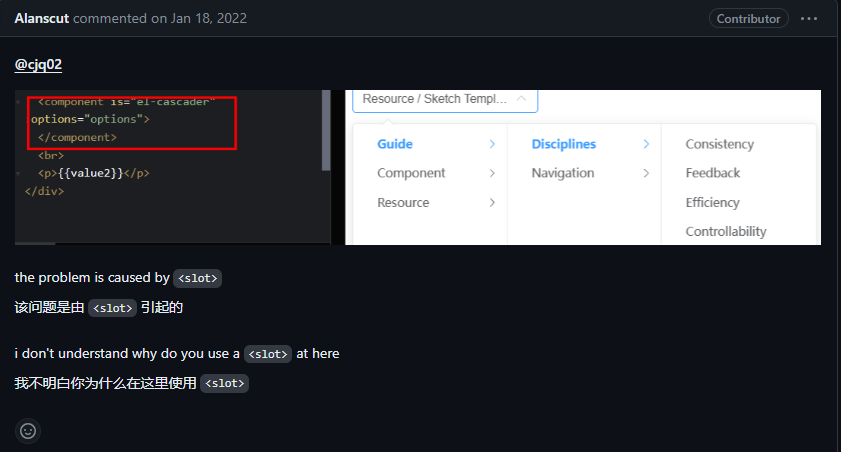 Alanscut commented on Jan 18, 2022
Contributor
@cjq02
<component is="el-cascader"
options="options">
</component>
<br>
<p>{{value2}}</p>
</div>
Resource / Sketch Templ...
Guide
Component
Resource
Disciplines
Navigation
Consistency
Feedback
Efficiency
Controllability
the problem is caused by <slot>
该问题是由 <slot> 引起的
i don't understand why do you use a <slot> at here
我不明白你为什么在这里使用 <slot>